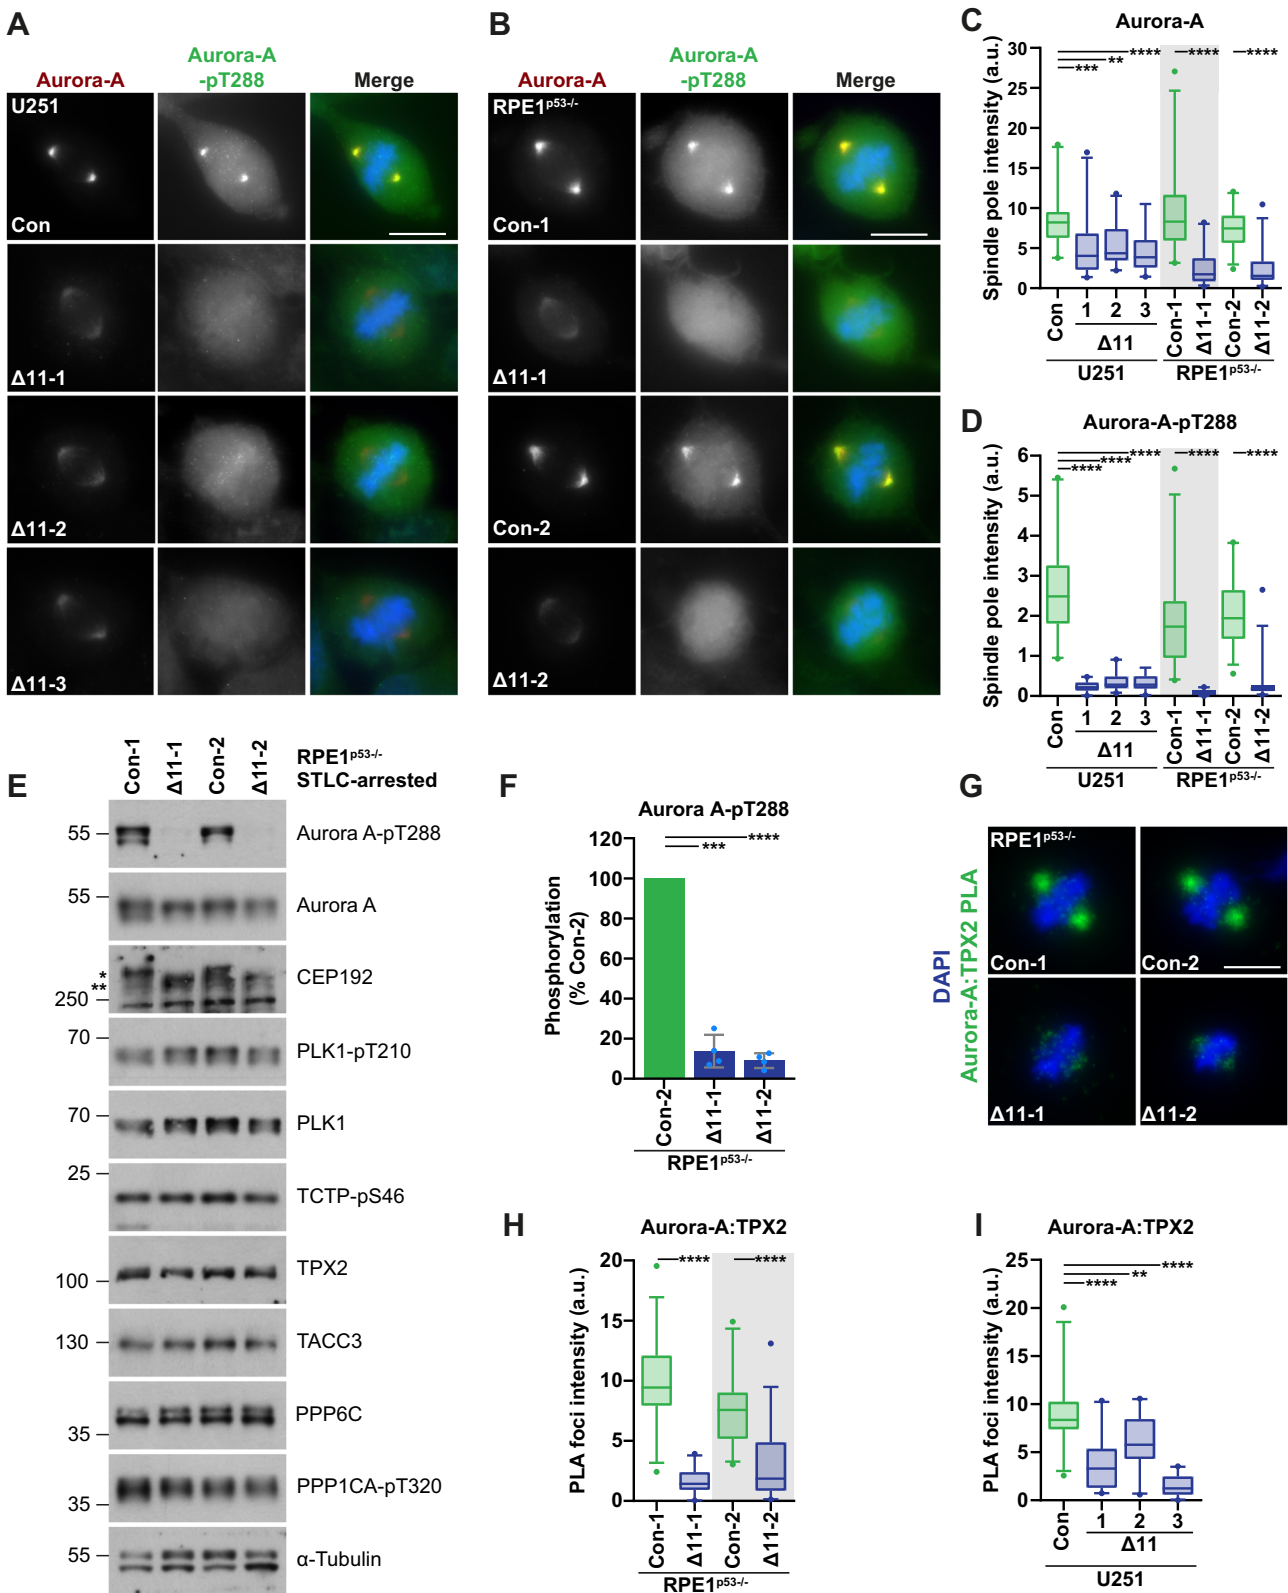 A
Aurora-A
Aurora-A
-pT288
Merge
U251
Con
Δ11-1
Δ11-2
Δ11-3
B
Aurora-A
Aurora-A
-pT288
Merge
RPE1p53-/-
Con-1
Δ11-1
Con-2
Δ11-2
C
Aurora-A
Spindle pole intensity (a.u.)
30
25
20
15
10
5
0
**** **** ****
**
***
Con 1 2 3 Con-1 Δ11-1 Con-2 Δ11-2
Δ11
U251 RPE1p53-/-
D
Aurora-A-pT288
Spindle pole intensity (a.u.)
6
5
4
3
2
1
0
**** **** ****
****
****
Con 1 2 3 Con-1 Δ11-1 Con-2 Δ11-2
Δ11
U251 RPE1p53-/-
E
Con-1 Δ11-1 Con-2 Δ11-2
RPE1p53-/-
STLC-arrested
55 Aurora A-pT288
55 Aurora A
* CEP192
**
250
70 PLK1-pT210
70 PLK1
25 TCTP-pS46
100 TPX2
130 TACC3
35 PPP6C
35 PPP1CA-pT320
55 α-Tubulin
F
Aurora A-pT288
Phosphorylation
(% Con-2)
120
100
80
60
40
20
0
****
***
Con-2 Δ11-1 Δ11-2
RPE1p53-/-
G
Aurora-A:TPX2 PLA
DAPI
RPE1p53-/-
Con-1
Con-2
Δ11-1
Δ11-2
H
Aurora-A:TPX2
PLA foci intensity (a.u.)
20
15
10
5
0
**** ****
Con-1 Δ11-1 Con-2 Δ11-2
RPE1p53-/-
I
Aurora-A:TPX2
PLA foci intensity (a.u.)
25
20
15
10
5
0
****
**
****
Con 1 2 3
Δ11
U251